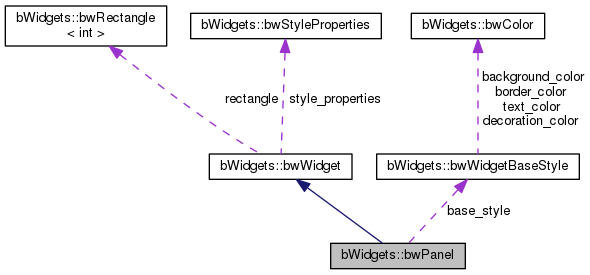 bWidgets::bwRectangle
< int >
bWidgets::bwStyleProperties
bWidgets::bwColor
rectangle
style_properties
background_color
border_color
text_color
decoration_color
bWidgets::bwWidget
bWidgets::bwWidgetBaseStyle
base_style
bWidgets::bwPanel